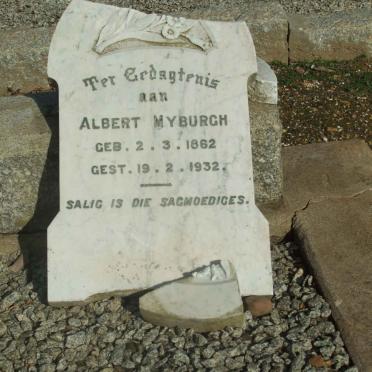 Ter Gedagtenis
aan
ALBERT MYBURGH
GEB. 2. 3. 1862
GEST. 19. 2. 1932.
SALIG IS DIE SAGMOEDIGES.